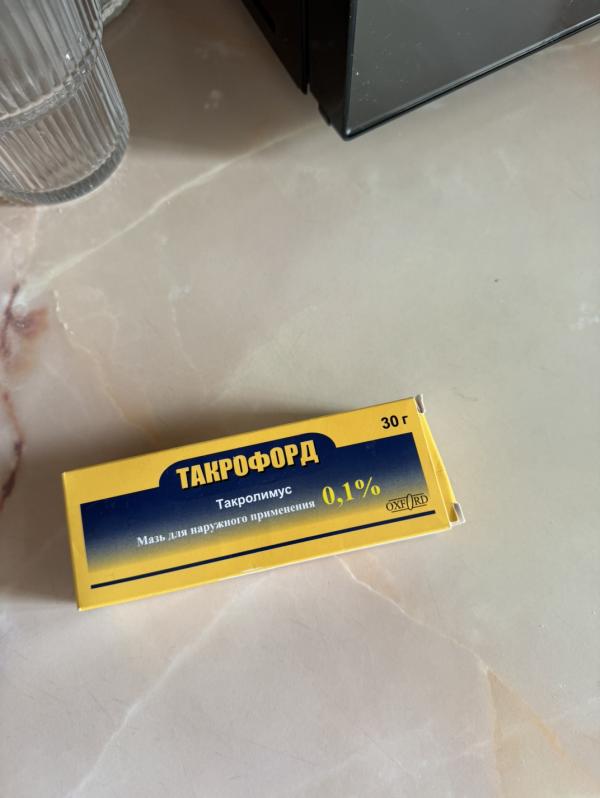 30 г
ТАКРОФОРД
Такролимус
Мазь для наружного применения 0,1%
OXFORD